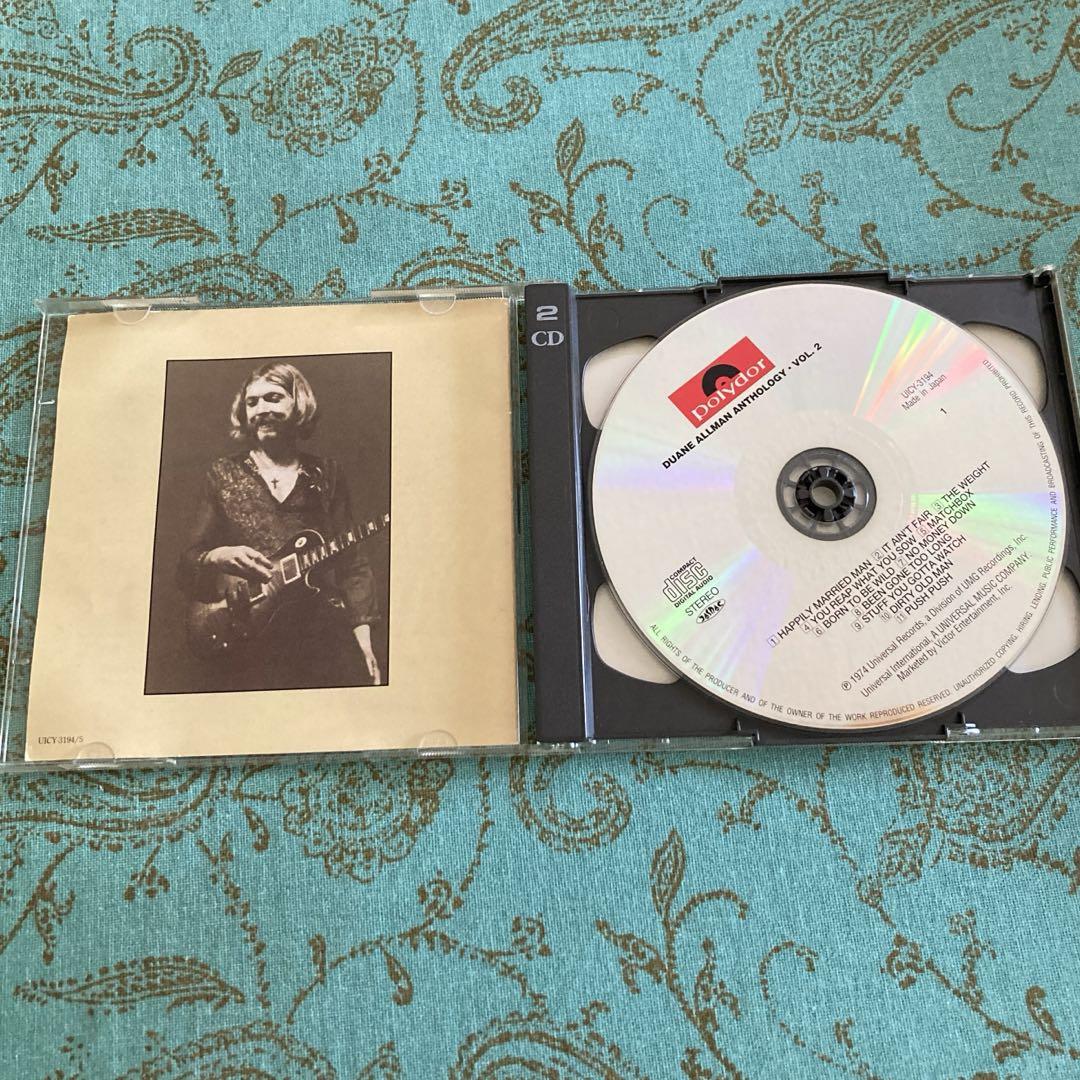 UICY-3194/5
2
CD
polydor
DUANE ALLMAN ANTHOLOGY • VOL. 2
UICY-3194
Made in Japan
1
COMPACT
disc
DIGITAL AUDIO
STEREO
JASRAC
1 HAPPILY MARRIED MAN 2 IT AIN'T FAIR 3 THE WEIGHT
4 YOU REAP WHAT YOU SOW 5 MATCHBOX
6 BORN TO BE WILD 7 NO MONEY DOWN
8 BEEN GONE TOO LONG
9 STUFF YOU GOTTA WATCH
10 DIRTY OLD MAN
11 PUSH PUSH
℗ 1974 Universal Records, a Division of UMG Recordings, Inc.
Universal International, A UNIVERSAL MUSIC COMPANY.
Marketed by Victor Entertainment, Inc.
ALL RIGHTS OF THE PRODUCER AND OF THE OWNER OF THE WORK REPRODUCED RESERVED. UNAUTHORIZED COPYING, HIRING, LENDING, PUBLIC PERFORMANCE AND BROADCASTING OF THIS RECORD PROHIBITED.